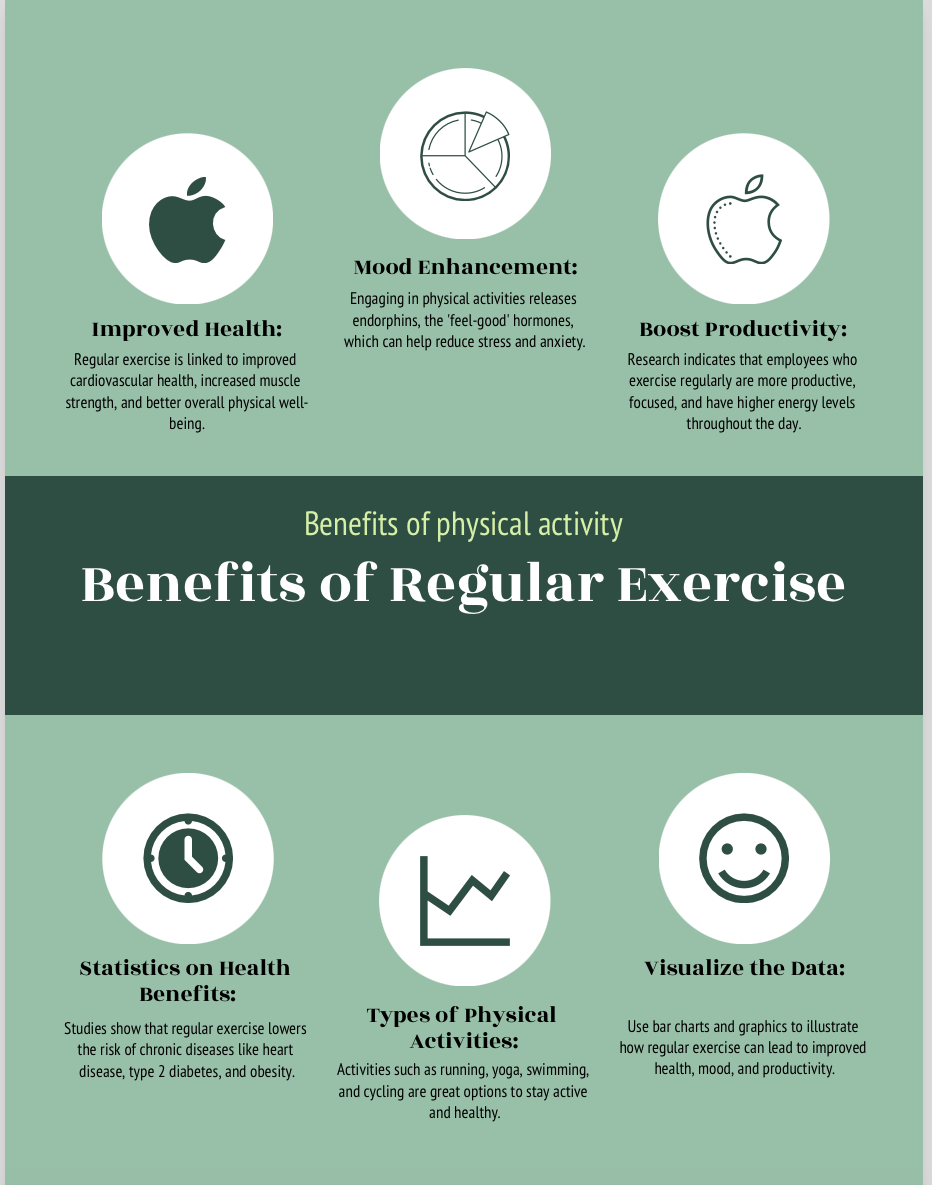 Mood Enhancement:
Engaging in physical activities releases
endorphins, the 'feel-good' hormones,
which can help reduce stress and anxiety.
Improved Health:
Regular exercise is linked to improved
cardiovascular health, increased muscle
strength, and better overall physical well-
being.
Boost Productivity:
Research indicates that employees who
exercise regularly are more productive,
focused, and have higher energy levels
throughout the day.
Benefits of physical activity
Benefits of Regular Exercise
Statistics on Health
Benefits:
Studies show that regular exercise lowers
the risk of chronic diseases like heart
disease, type 2 diabetes, and obesity.
Types of Physical
Activities:
Activities such as running, yoga, swimming,
and cycling are great options to stay active
and healthy.
Visualize the Data:
Use bar charts and graphics to illustrate
how regular exercise can lead to improved
health, mood, and productivity.